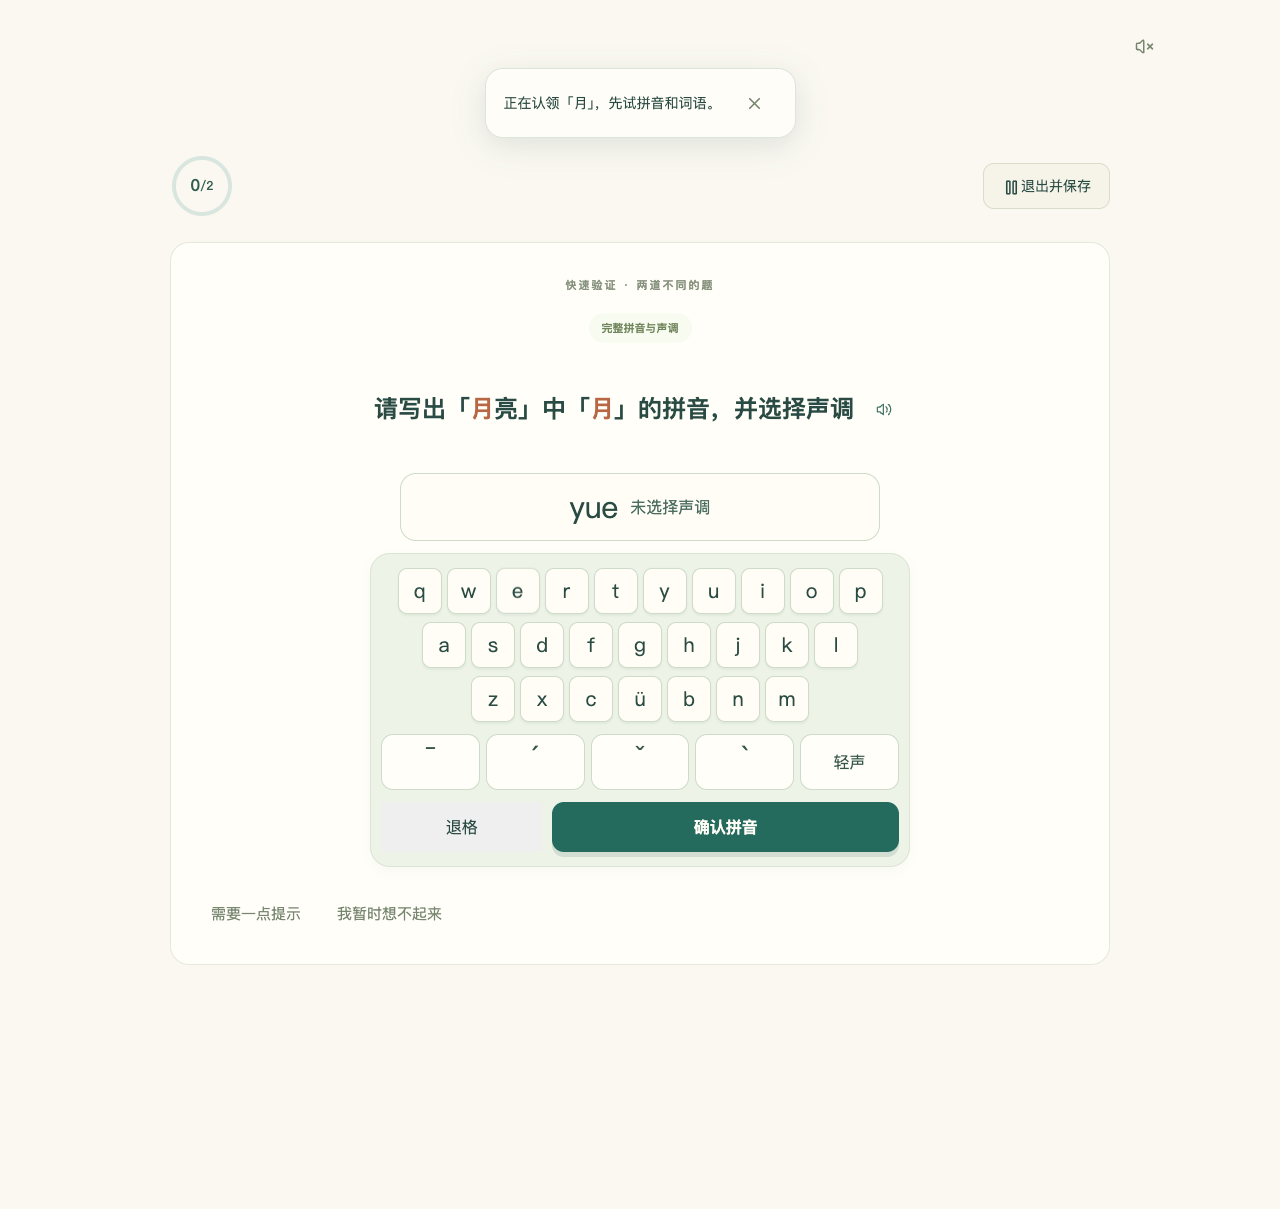 正在认领「月」，先试拼音和词语。
0/2
退出并保存
快速验证 · 两道不同的题
完整拼音与声调
请写出「月亮」中「月」的拼音，并选择声调
yue 未选择声调
q w e r t y u i o p
a s d f g h j k l
z x c ü b n m
ˉ ˊ ˇ ˋ 轻声
退格 确认拼音
需要一点提示 我暂时想不起来